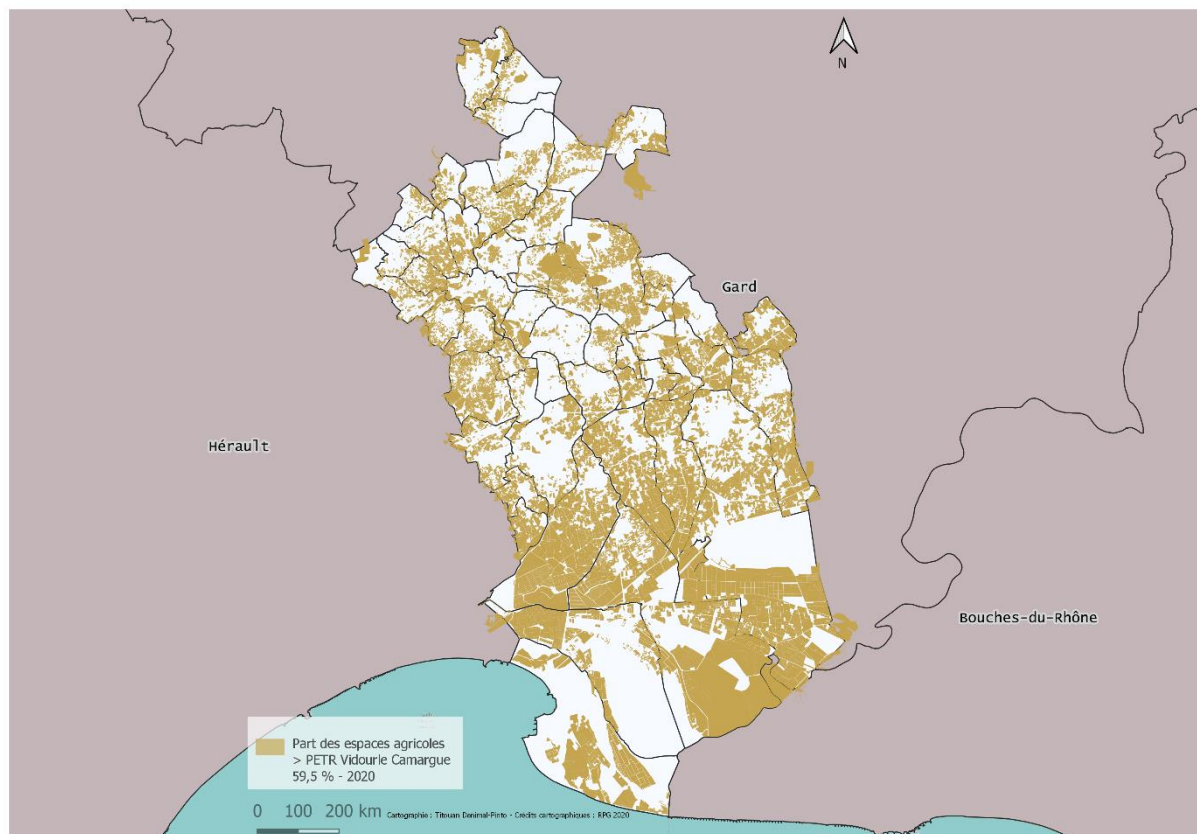 N
Gard
Hérault
Bouches-du-Rhône
Part des espaces agricoles
> PETR Vidourle Camargue
59,5 % - 2020
0 100 200 km
Cartographie : Titouan Denimal-Pinto - Crédits cartographiques : RPG 2020